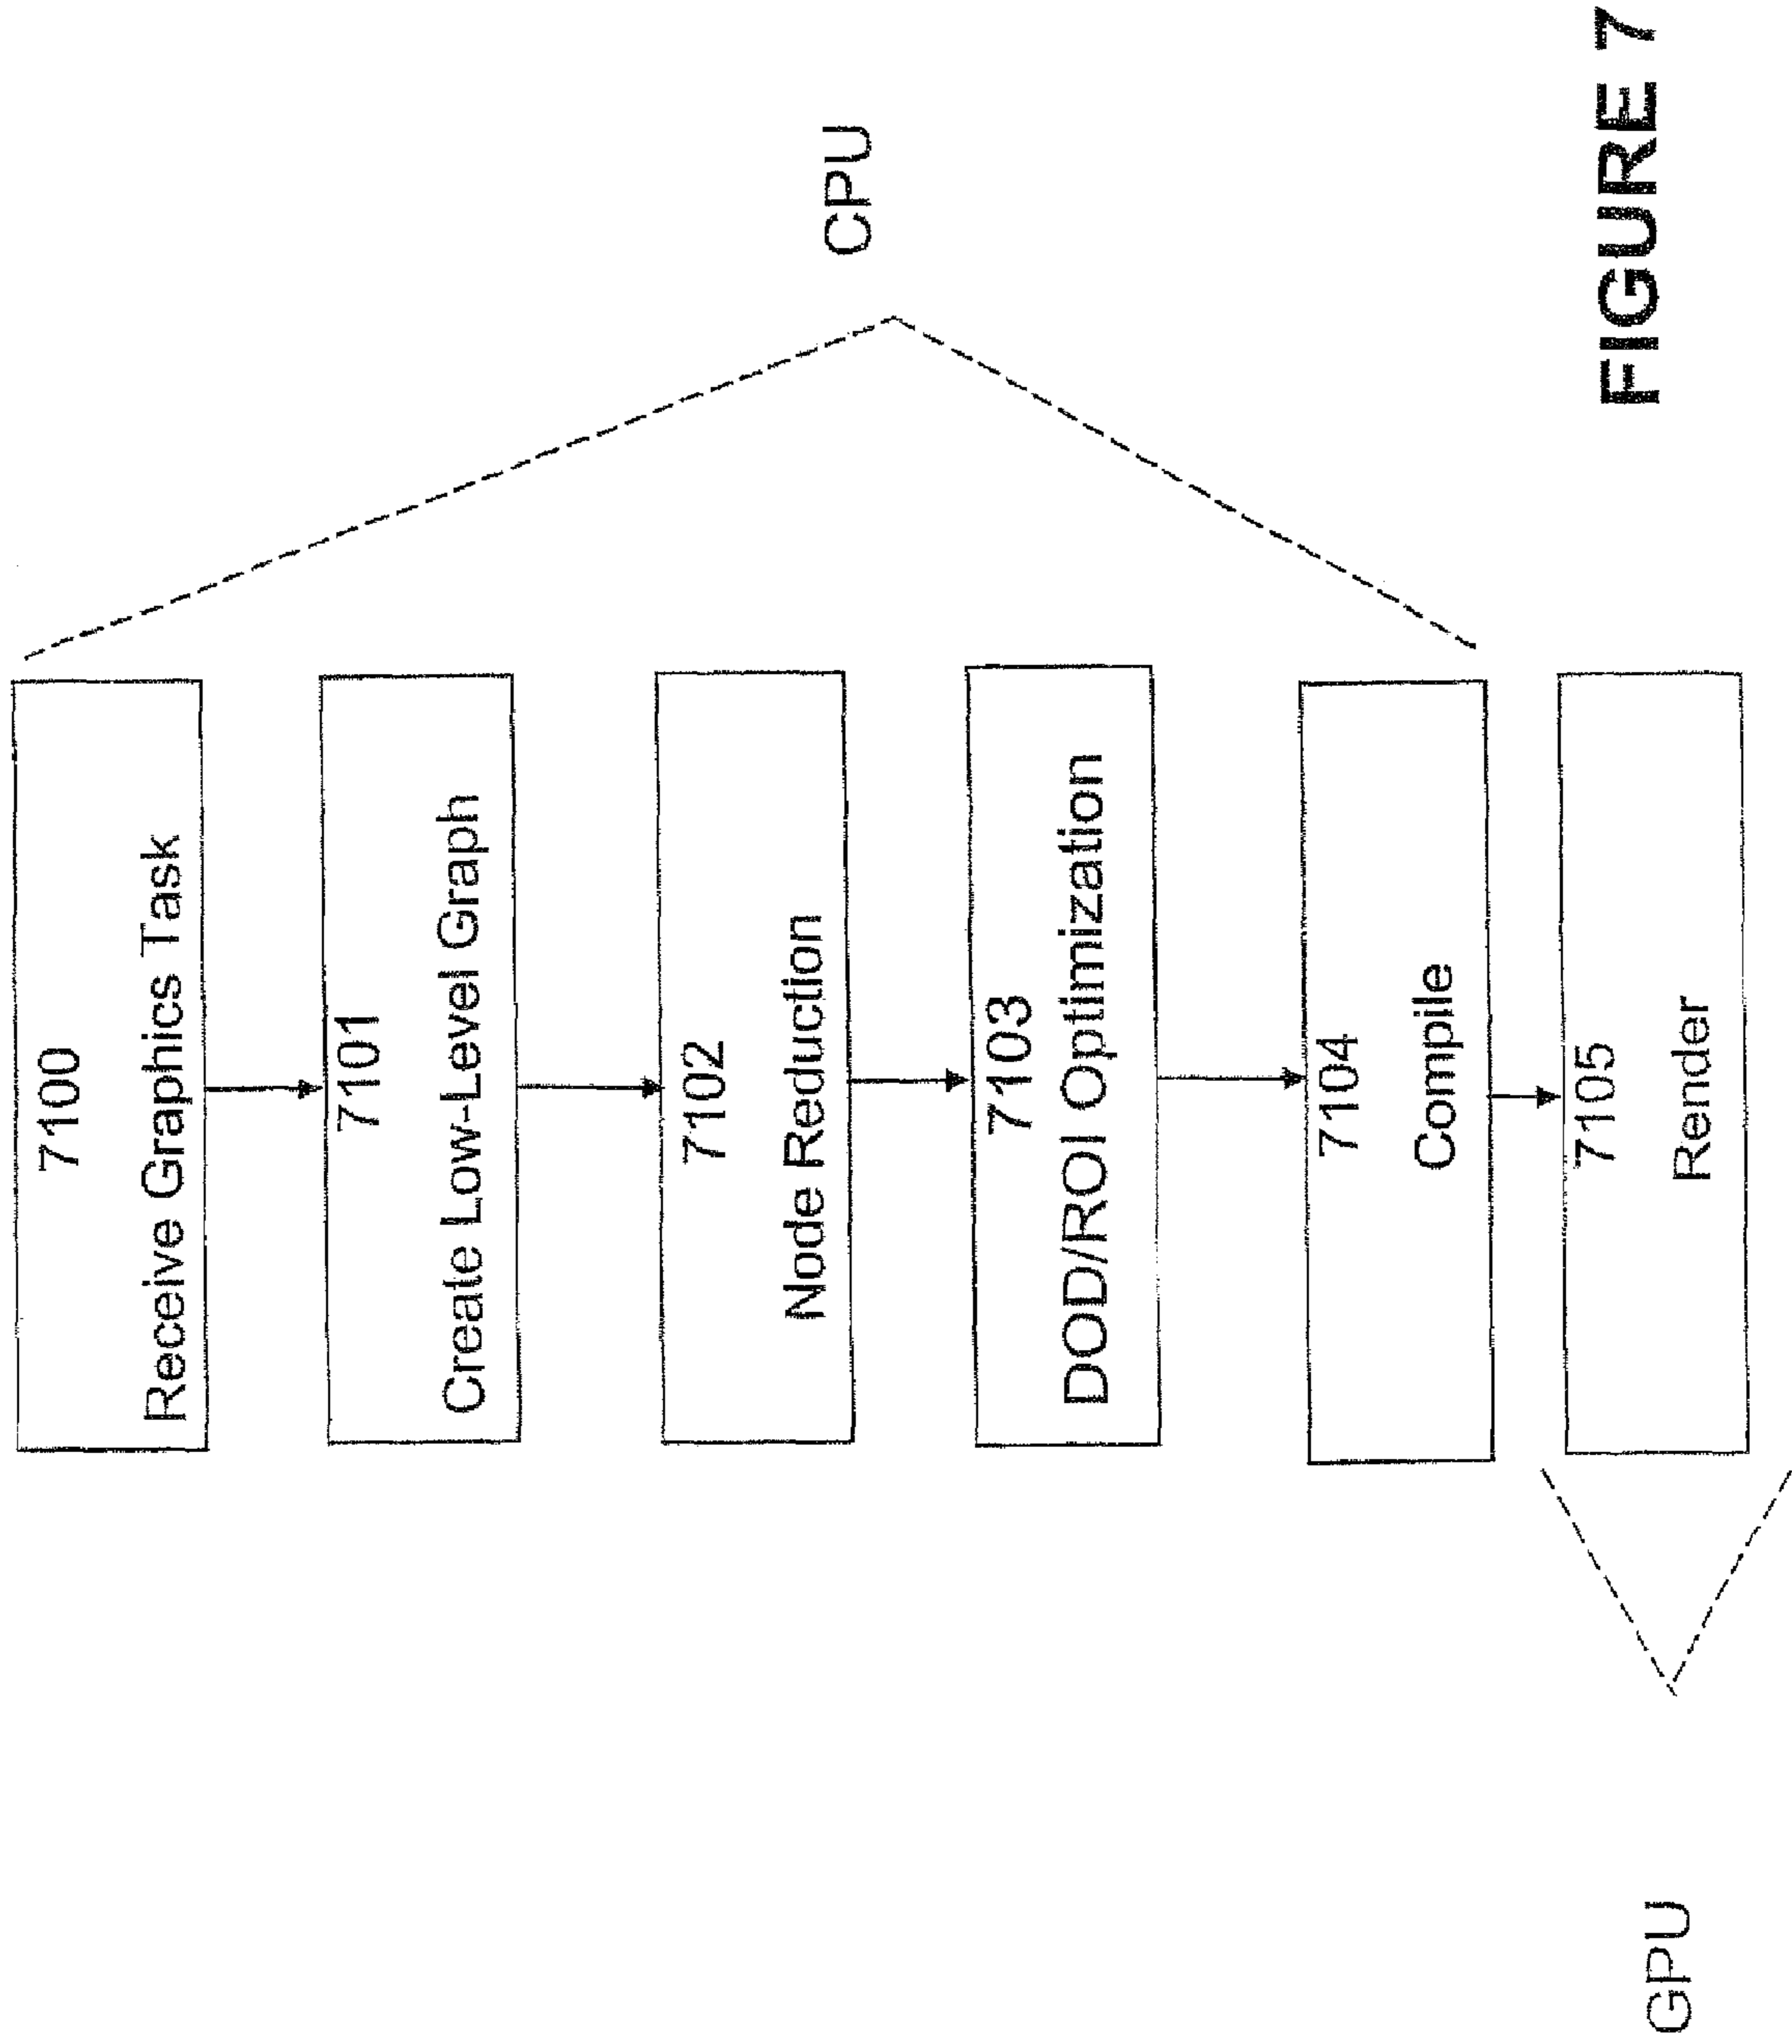 7100
Receive Graphics Task
7101
Create Low-Level Graph
7102
Node Reduction
7103
DOD/ROI Optimization
7104
Compile
7105
Render
CPU
GPU
FIGURE 7